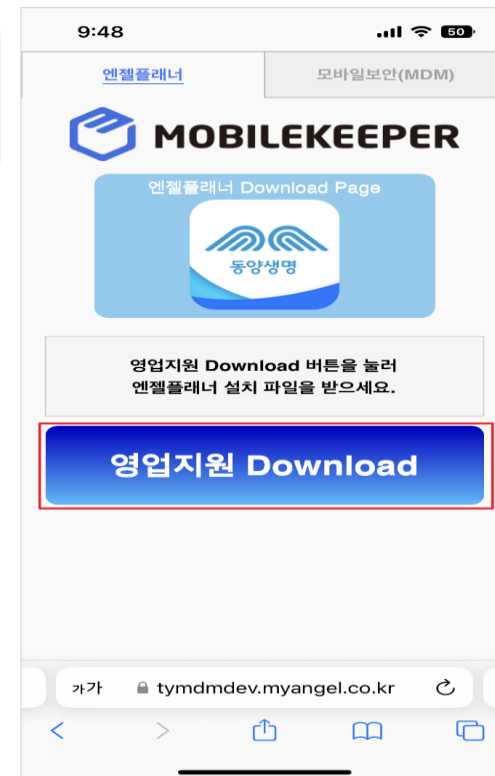 9:48
50
엔젤플래너
모바일보안(MDM)
MOBILEKEEPER
엔젤플래너 Download Page
동양생명
영업지원 Download 버튼을 눌러
엔젤플래너 설치 파일을 받으세요.
영업지원 Download
가가 tymdmdev.myangel.co.kr